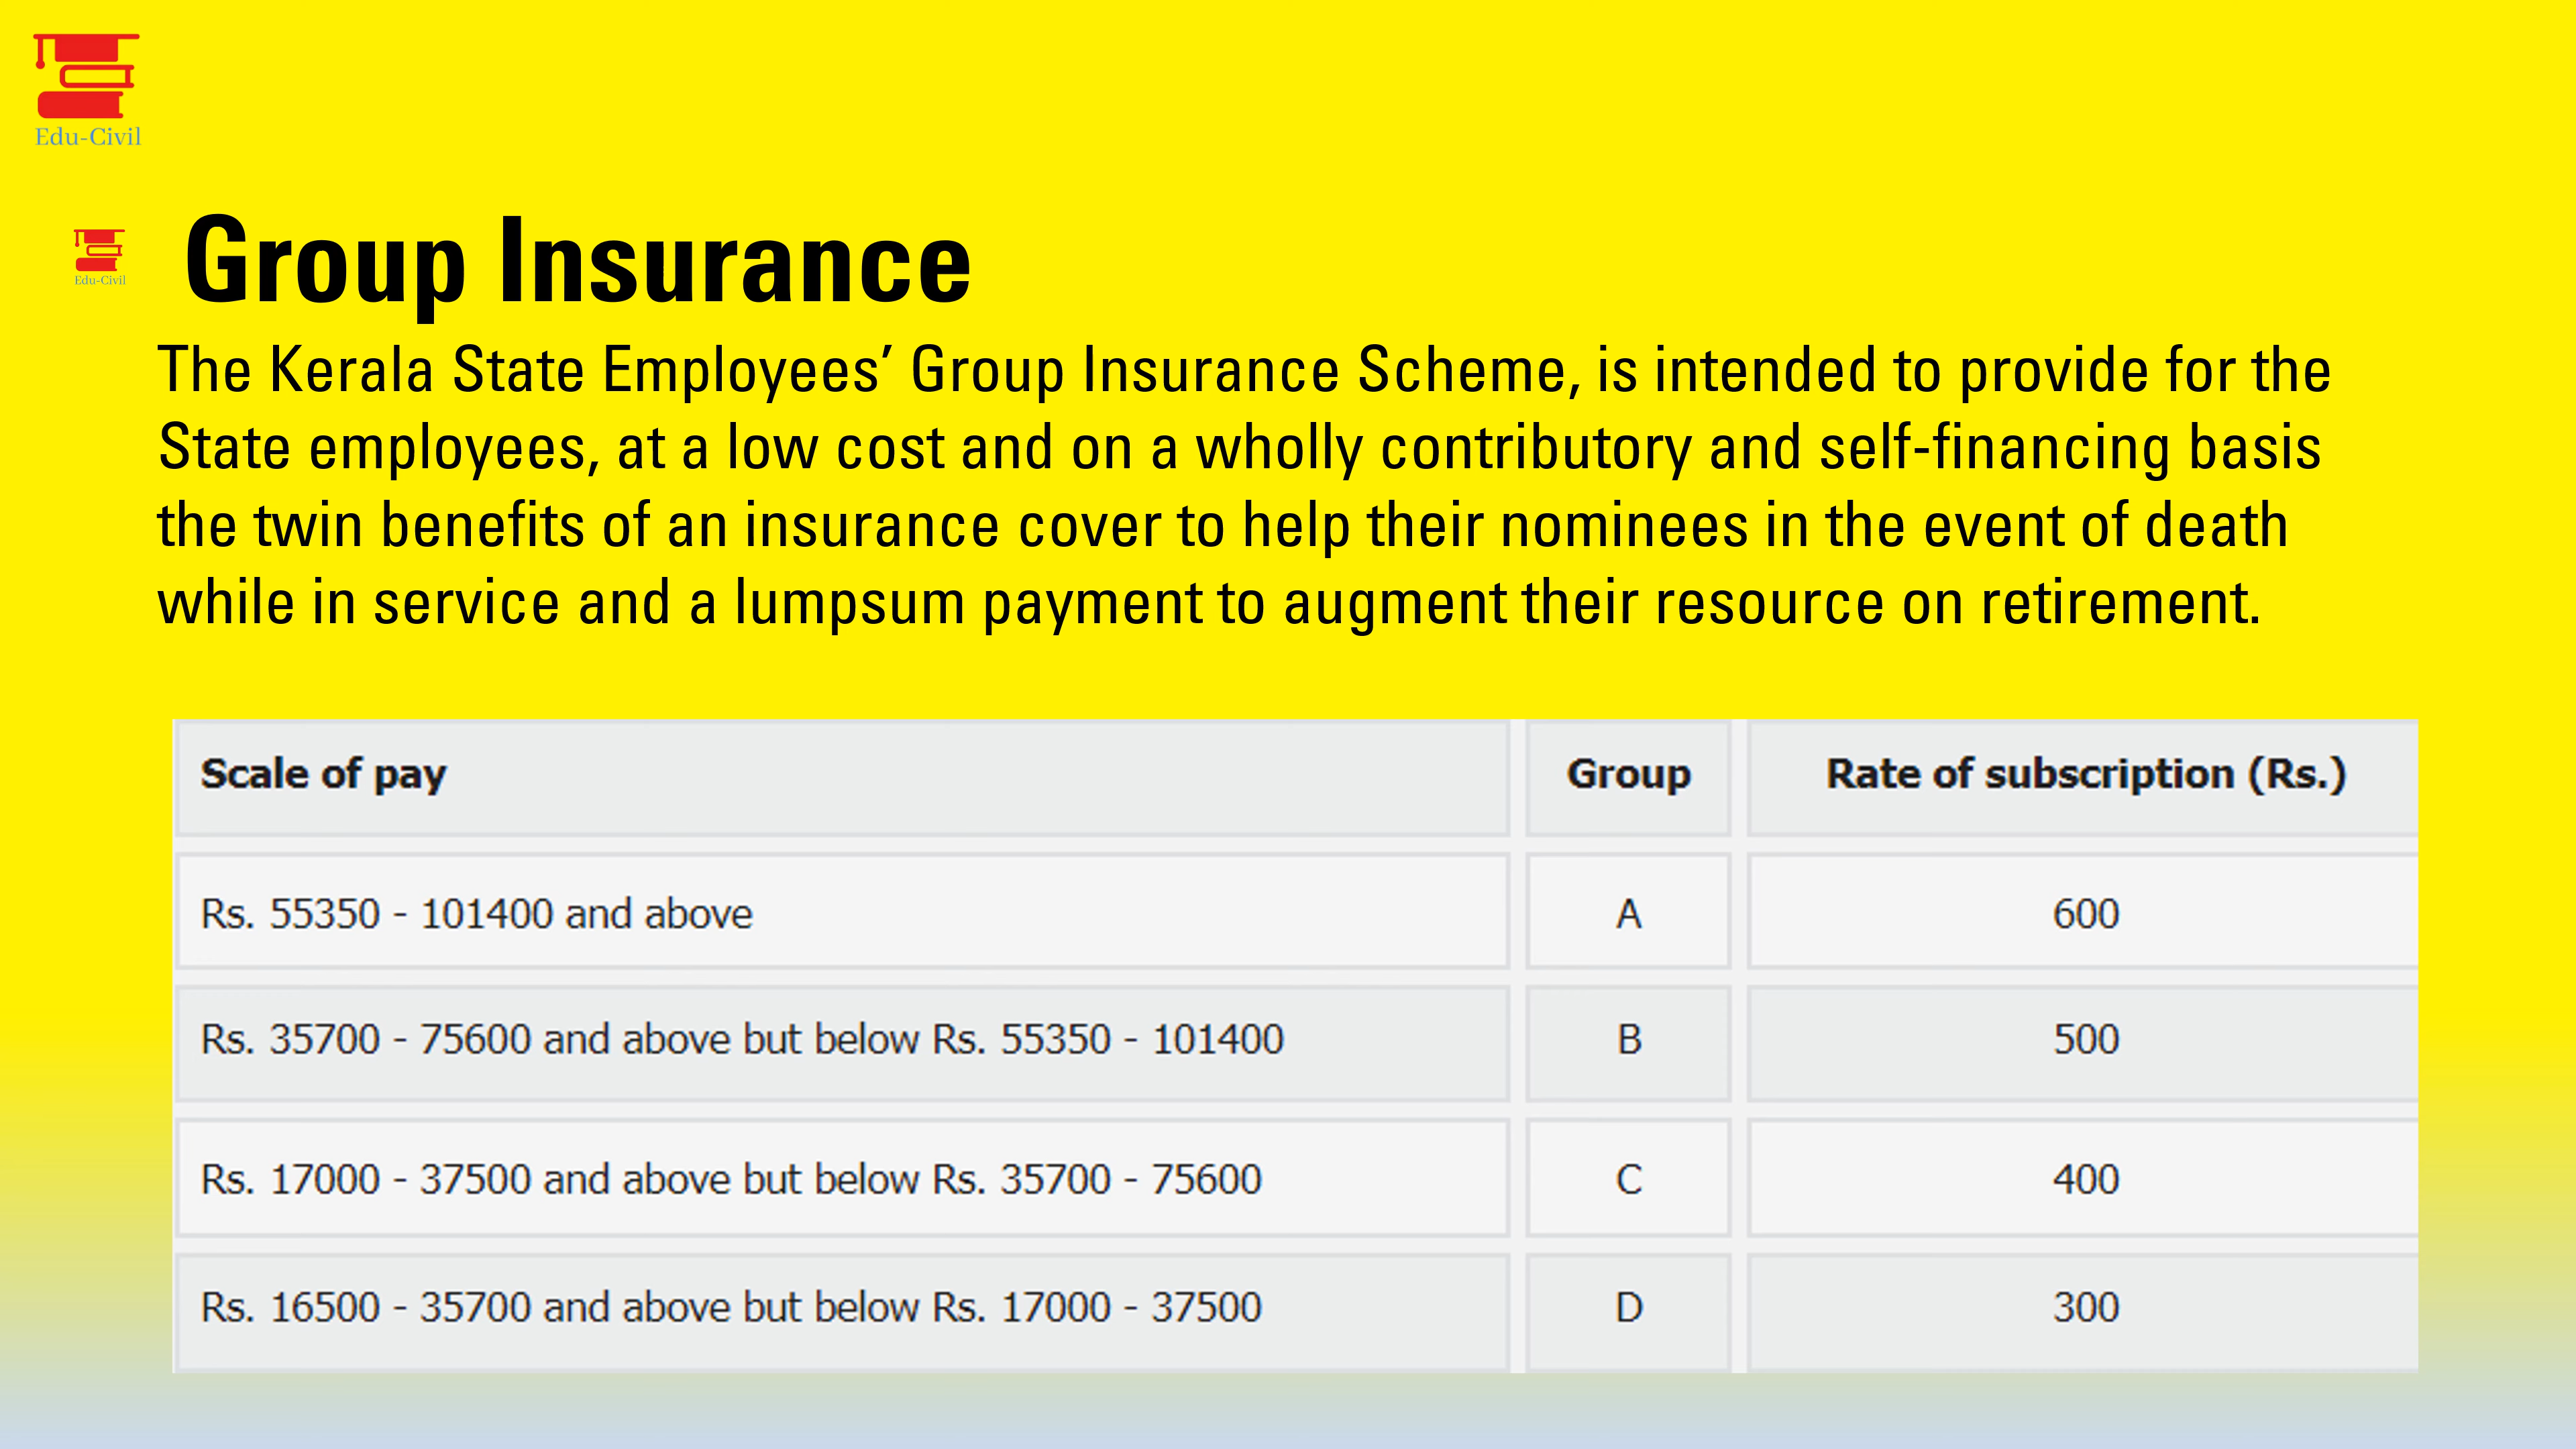 Edu-Civil
Edu-Civil
Group Insurance
The Kerala State Employees’ Group Insurance Scheme, is intended to provide for the
State employees, at a low cost and on a wholly contributory and self-financing basis
the twin benefits of an insurance cover to help their nominees in the event of death
while in service and a lumpsum payment to augment their resource on retirement.
Scale of pay Group Rate of subscription (Rs.)
Rs. 55350 - 101400 and above A 600
Rs. 35700 - 75600 and above but below Rs. 55350 - 101400 B 500
Rs. 17000 - 37500 and above but below Rs. 35700 - 75600 C 400
Rs. 16500 - 35700 and above but below Rs. 17000 - 37500 D 300